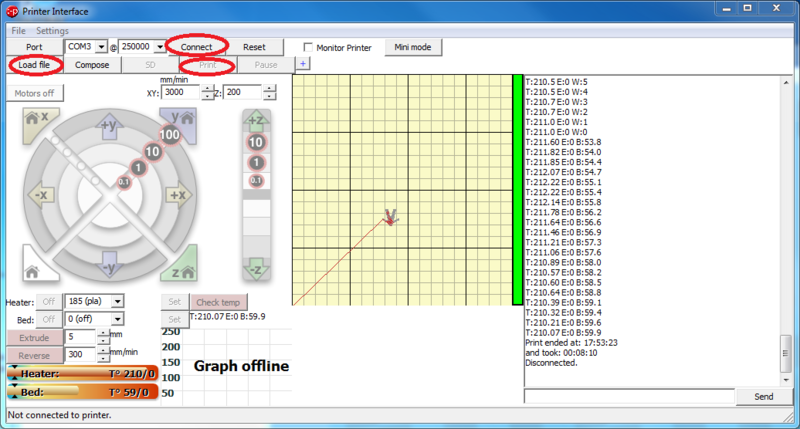 Printer Interface
File Settings
Port COM3 @ 250000 Connect Reset Monitor Printer Mini mode
Load file Compose SD Print Pause +
mm/min
Motors off XY: 3000 Z: 200
x +y y 100 10 1 0.1 -x +x -y z
+z 10 1 0.1 -z
Heater: Off 185 (pla) Set Check temp
Bed: Off 0 (off) Set T:210.07 E:0 B:59.9
Extrude 5 mm
Reverse 300 mm/min
Heater: T° 210/0
Bed: T° 59/0
250
200
150
100
50
Graph offline
T:210.5 E:0 W:5
T:210.5 E:0 W:4
T:210.7 E:0 W:3
T:210.7 E:0 W:2
T:211.0 E:0 W:1
T:211.0 E:0 W:0
T:211.60 E:0 B:53.8
T:211.82 E:0 B:54.0
T:211.85 E:0 B:54.4
T:212.07 E:0 B:54.7
T:212.22 E:0 B:55.1
T:212.22 E:0 B:55.4
T:212.14 E:0 B:55.8
T:211.78 E:0 B:56.2
T:211.64 E:0 B:56.6
T:211.46 E:0 B:56.9
T:211.21 E:0 B:57.3
T:211.06 E:0 B:57.6
T:210.89 E:0 B:58.0
T:210.57 E:0 B:58.2
T:210.60 E:0 B:58.5
T:210.64 E:0 B:58.8
T:210.39 E:0 B:59.1
T:210.32 E:0 B:59.4
T:210.21 E:0 B:59.6
T:210.07 E:0 B:59.9
Print ended at: 17:53:23
and took: 00:08:10
Disconnected.
Send
Not connected to printer.